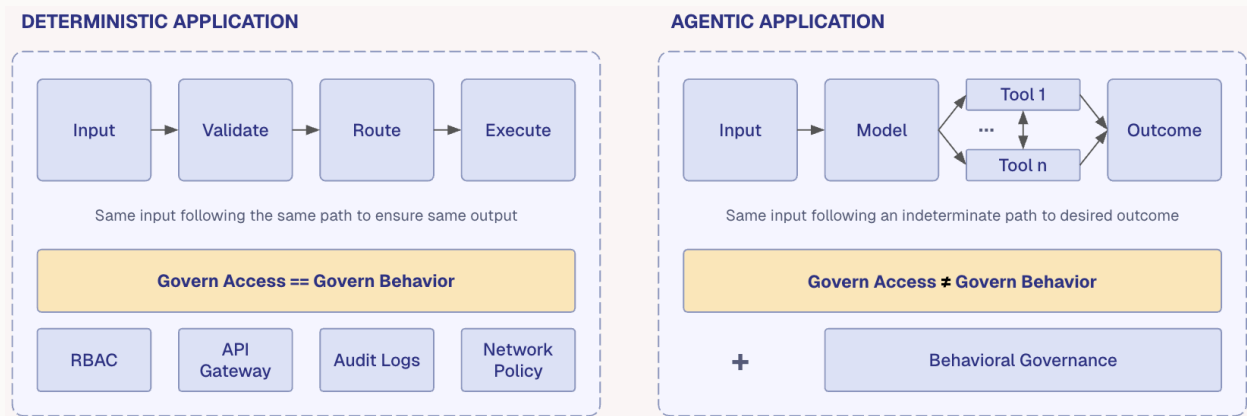 DETERMINISTIC APPLICATION
Input
Validate
Route
Execute
Same input following the same path to ensure same output
Govern Access == Govern Behavior
RBAC
API
Gateway
Audit Logs
Network
Policy
AGENTIC APPLICATION
Input
Model
Tool 1
...
Tool n
Outcome
Same input following an indeterminate path to desired outcome
Govern Access ≠ Govern Behavior
+
Behavioral Governance